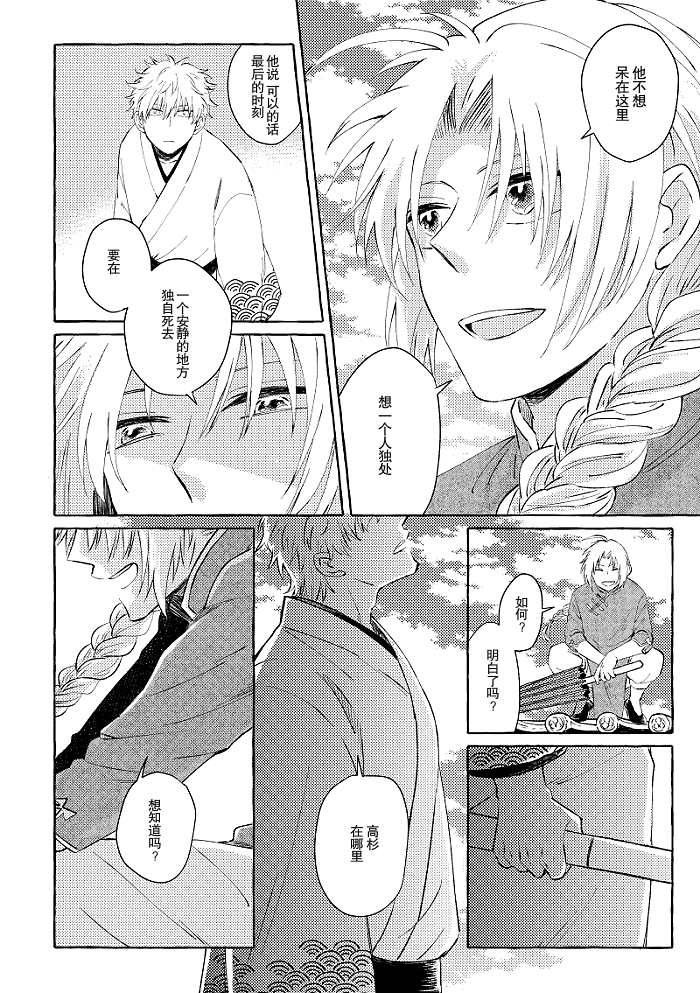 他不想
呆在这里
想一个人独处
他说 可以的话
最后的时刻
要在
一个安静的地方
独自死去
如何？
明白了吗？
高杉
在哪里
想知道吗？